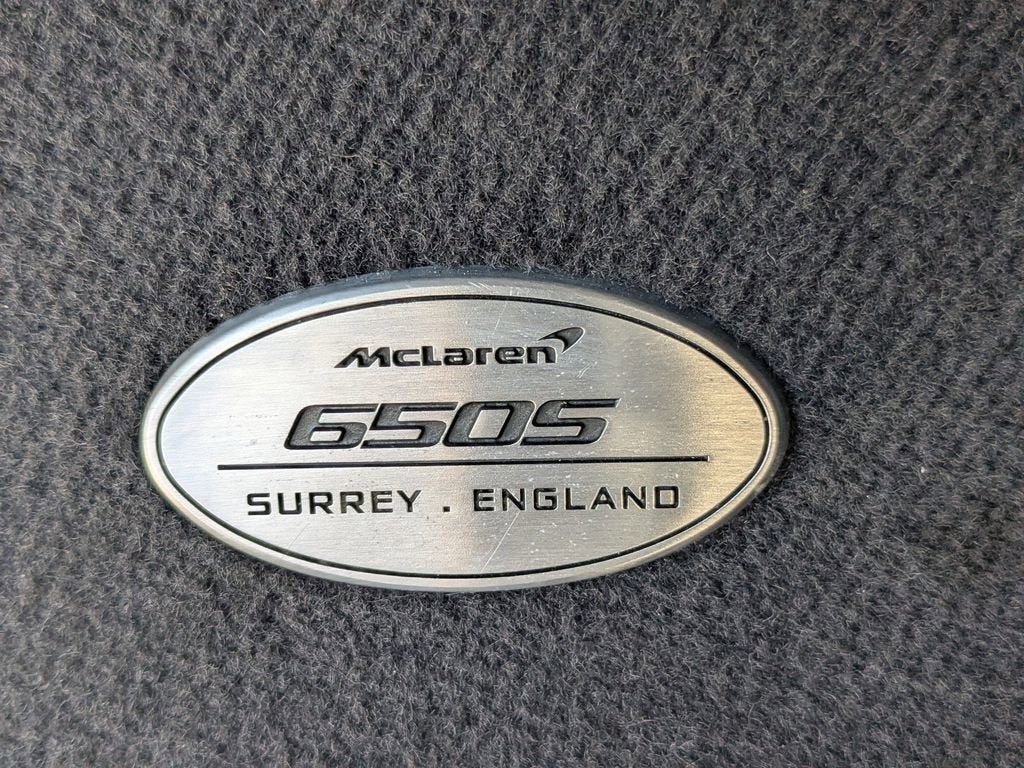 McLaren
650S
SURREY . ENGLAND